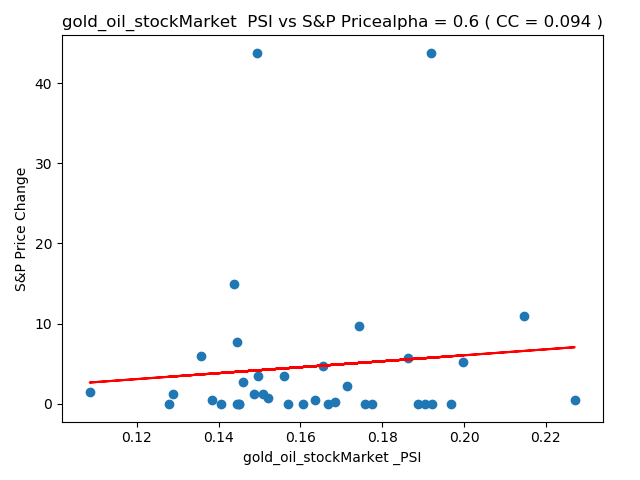 gold_oil_stockMarket  PSI vs S&P Pricealpha = 0.6 ( CC = 0.094 )
S&P Price Change
40
30
20
10
0
0.12 0.14 0.16 0.18 0.20 0.22
gold_oil_stockMarket _PSI